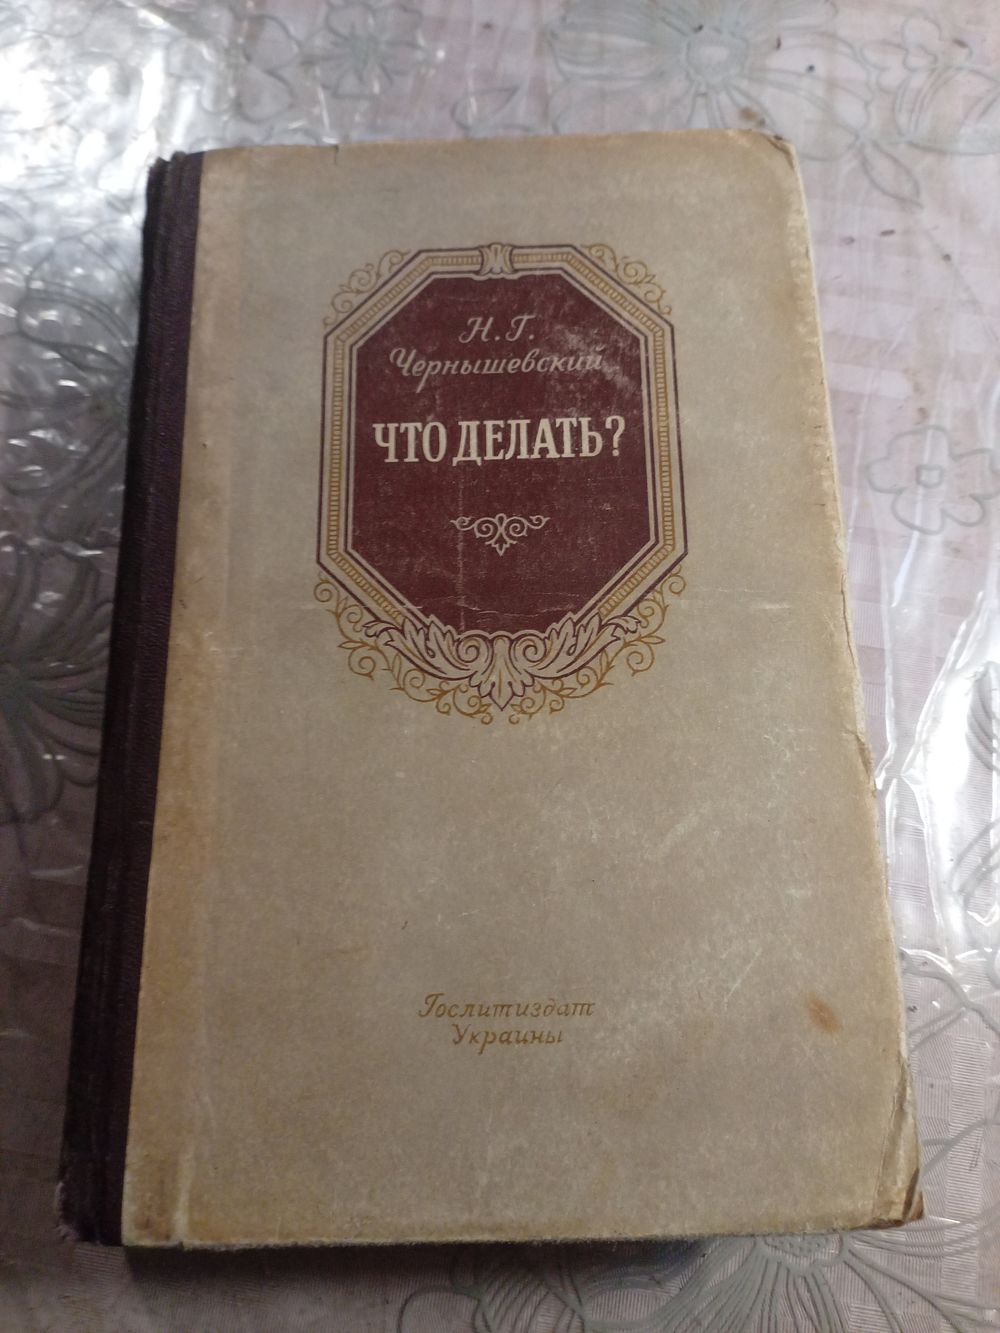 Н. Г.
Чернышевский
ЧТО ДЕЛАТЬ?
Гослитиздат
Украины